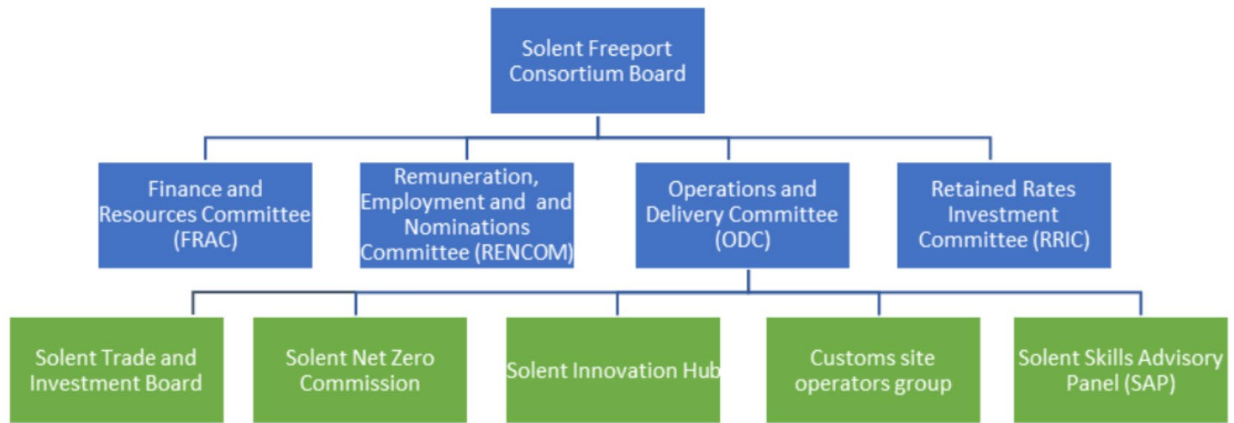 Solent Freeport
Consortium Board
Finance and
Resources Committee
(FRAC)
Remuneration,
Employment and and
Nominations
Committee (RENCOM)
Operations and
Delivery Committee
(ODC)
Retained Rates
Investment
Committee (RRIC)
Solent Trade and
Investment Board
Solent Net Zero
Commission
Solent Innovation Hub
Customs site
operators group
Solent Skills Advisory
Panel (SAP)